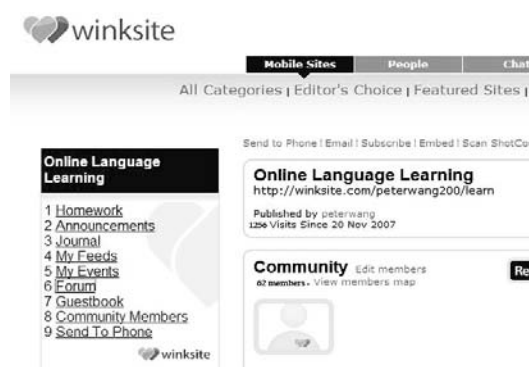 winksite
Mobile Sites People Chat
All Categories | Editor's Choice | Featured Sites |
Send to Phone | Email | Subscribe | Embed | Scan ShotCo
Online Language
Learning
1 Homework
2 Announcements
3 Journal
4 My Feeds
5 My Events
6 Forum
7 Guestbook
8 Community Members
9 Send To Phone
winksite
Online Language Learning
http://winksite.com/peterwang200/learn
Published by peterwang
1256 Visits Since 20 Nov 2007
Community Edit members
Re
62 members. View members map